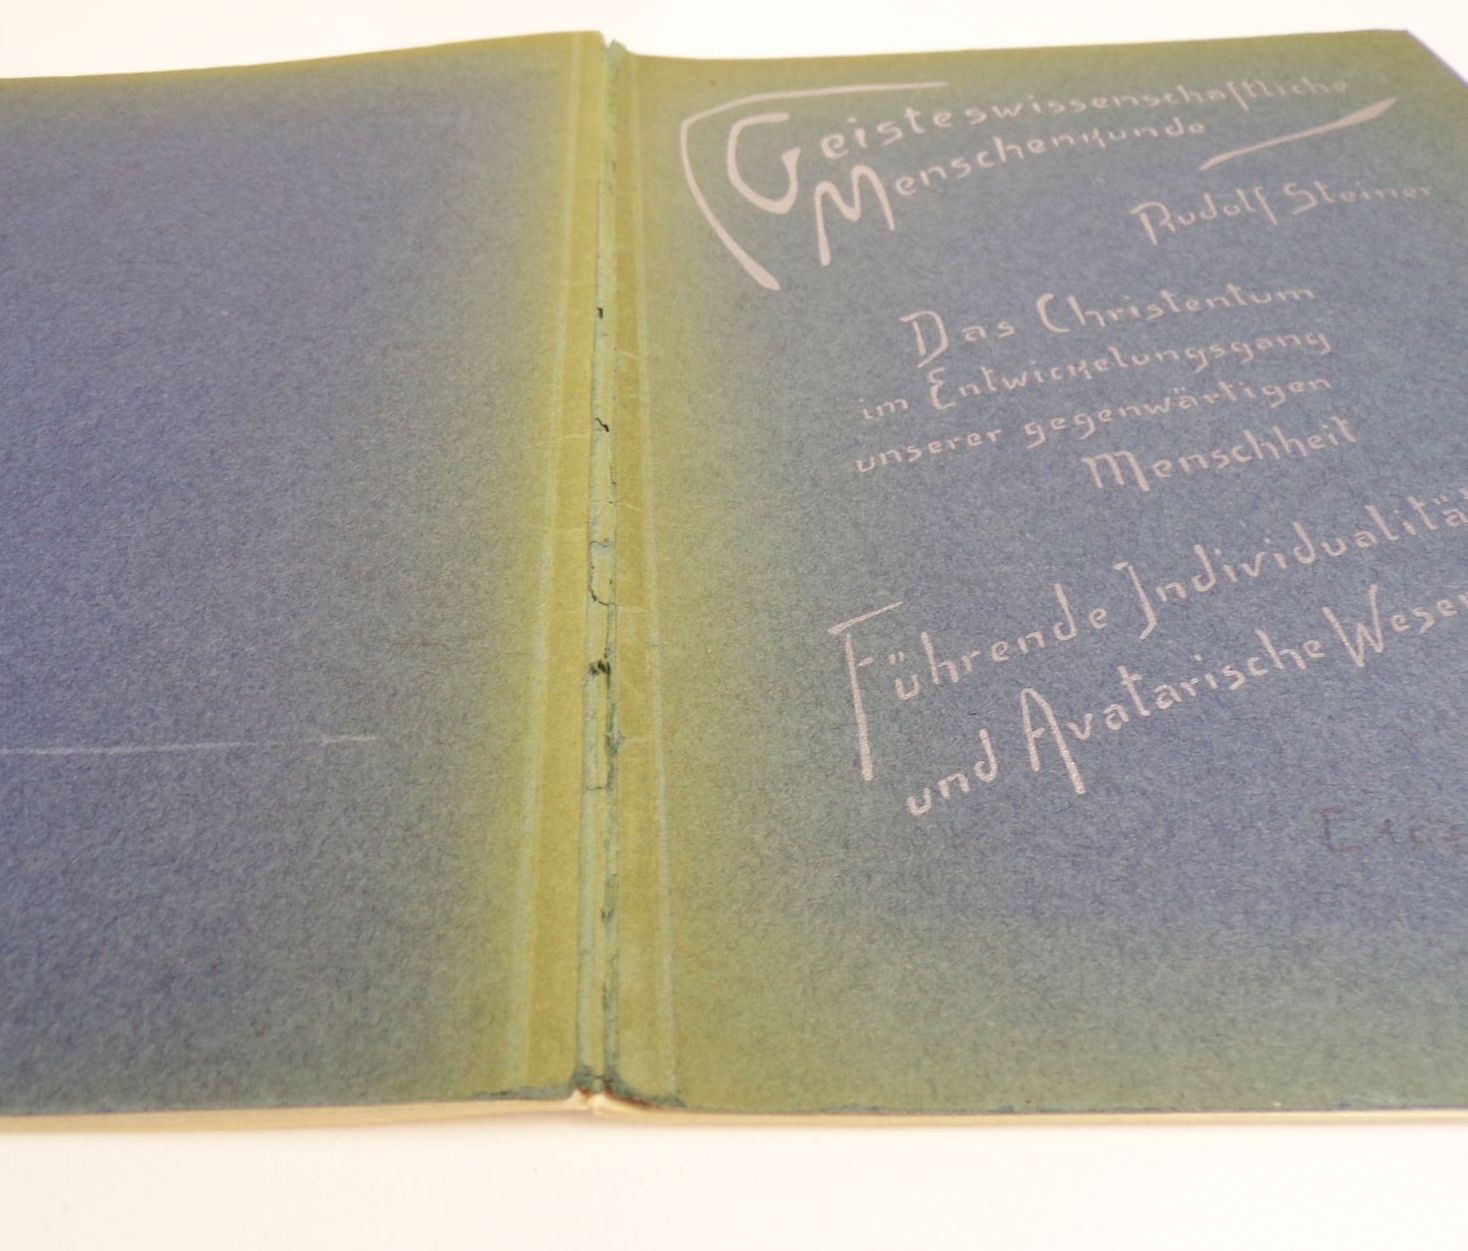 Geisteswissenschaftliche
Menschenkunde
Rudolf Steiner
Das Christentum
im Entwickelungsgang
unserer gegenwärtigen
Menschheit
Führende Individualitä
und Avatarische Wesen